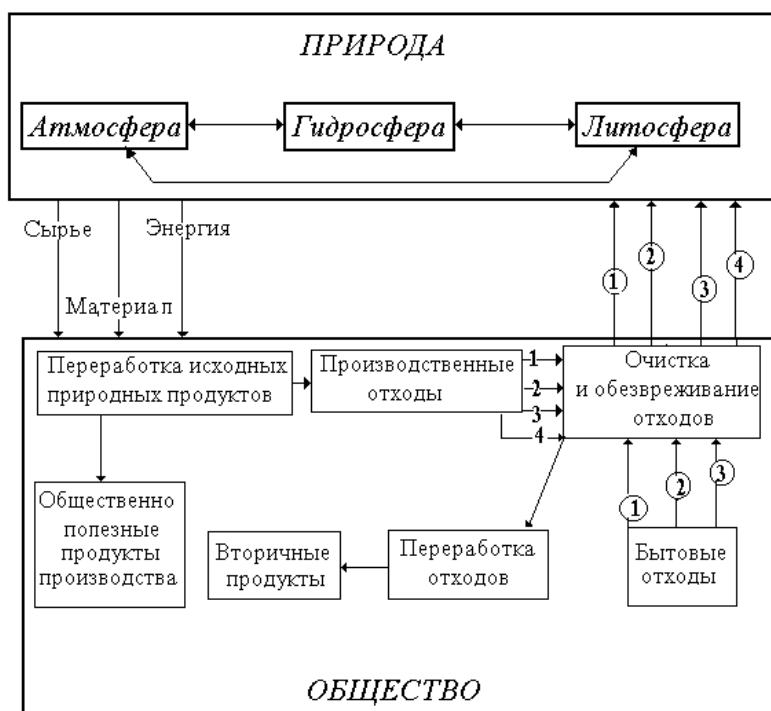 ПРИРОДА
Атмосфера
Гидросфера
Литосфера
Сырье
Энергия
Материал
1
2
3
4
Переработка исходных
природных продуктов
Производственные
отходы
1
2
3
4
Очистка
и обезвреживание
отходов
Общественно
полезные
продукты
производства
Вторичные
продукты
Переработка
отходов
1
2
3
Бытовые
отходы
ОБЩЕСТВО